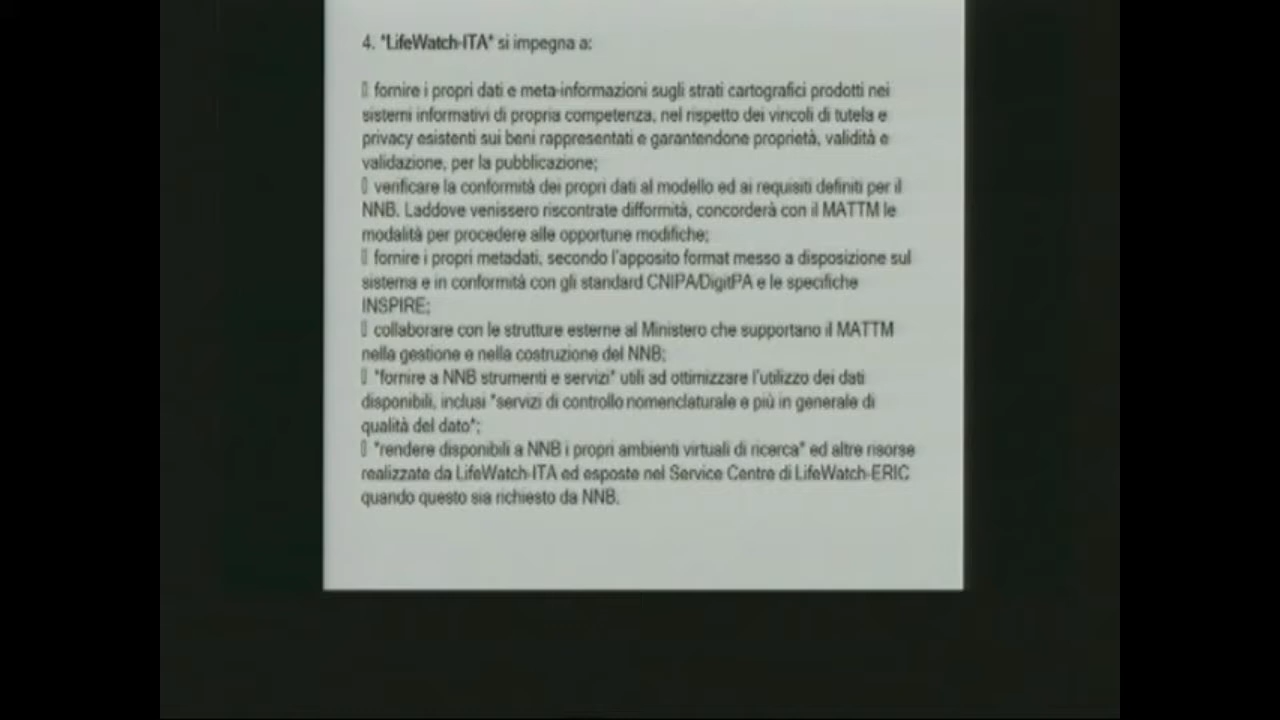 4. "LifeWatch-ITA" si impegna a:
▯ fornire i propri dati e meta-informazioni sugli strati cartografici prodotti nei
sistemi informativi di propria competenza, nel rispetto dei vincoli di tutela e
privacy esistenti sui beni rappresentati e garantendone proprietà, validità e
validazione, per la pubblicazione;
▯ verificare la conformità dei propri dati al modello ed ai requisiti definiti per il
NNB. Laddove venissero riscontrate difformità, concorderà con il MATTM le
modalità per procedere alle opportune modifiche;
▯ fornire i propri metadati, secondo l'apposito format messo a disposizione sul
sistema e in conformità con gli standard CNIPA/DigitPA e le specifiche
INSPIRE;
▯ collaborare con le strutture esterne al Ministero che supportano il MATTM
nella gestione e nella costruzione del NNB;
▯ "fornire a NNB strumenti e servizi" utili ad ottimizzare l'utilizzo dei dati
disponibili, inclusi "servizi di controllo nomenclaturale e più in generale di
qualità del dato";
▯ "rendere disponibili a NNB i propri ambienti virtuali di ricerca" ed altre risorse
realizzate da LifeWatch-ITA ed esposte nel Service Centre di LifeWatch-ERIC
quando questo sia richiesto da NNB.